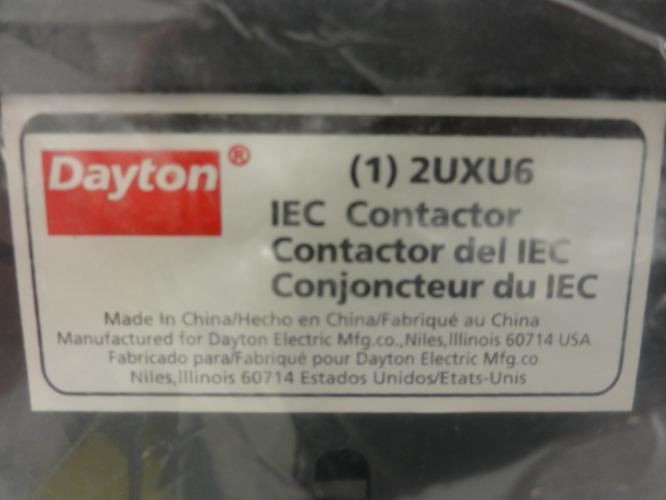 Dayton®
(1) 2UXU6
IEC Contactor
Contactor del IEC
Conjoncteur du IEC
Made In China/Hecho en China/Fabriqué au China
Manufactured for Dayton Electric Mfg.co.,Niles,Illinois 60714 USA
Fabricado para/Fabriqué pour Dayton Electric Mfg.co
Niles,Illinois 60714 Estados Unidos/Etats-Unis